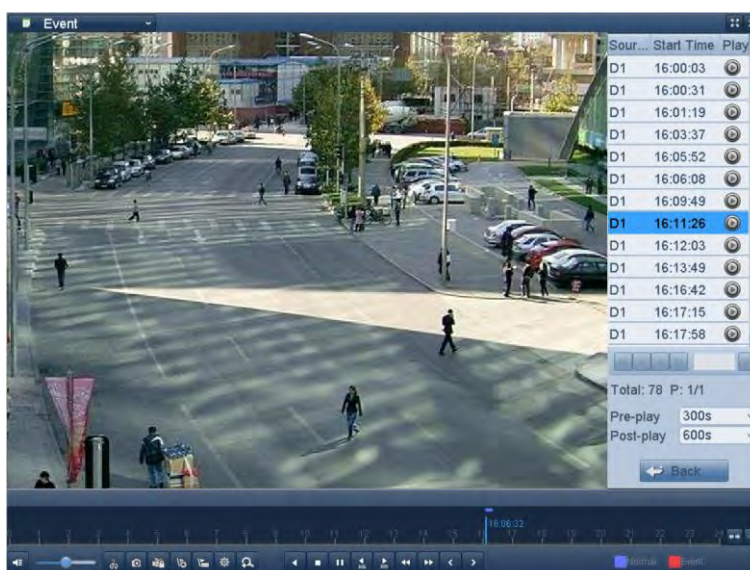 Event
Sour... Start Time Play
D1 16:00:03
D1 16:00:31
D1 16:01:19
D1 16:03:37
D1 16:05:52
D1 16:06:08
D1 16:09:49
D1 16:11:26
D1 16:12:03
D1 16:13:49
D1 16:16:42
D1 16:17:15
D1 16:17:58
Total: 78 P: 1/1
Pre-play 300s
Post-play 600s
Back
16:06:32
Normal Event